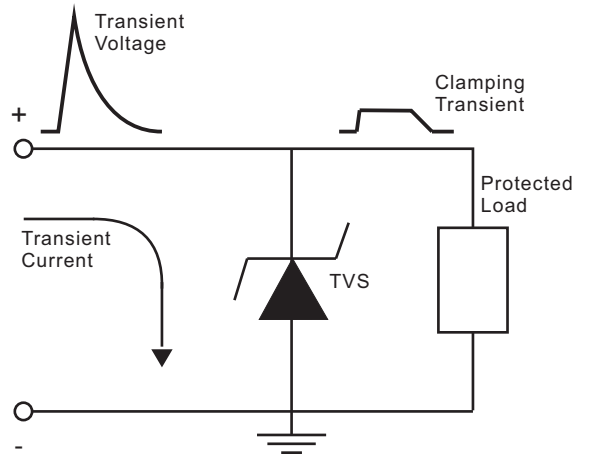 Transient
Voltage
+
Clamping
Transient
Protected
Load
Transient
Current
TVS
-